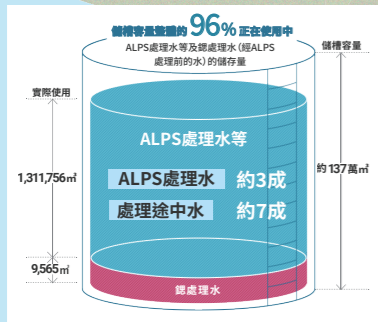 儲槽容量整體的96%正在使用中
ALPS處理水等及鍶處理水（經ALPS
處理前的水）的儲存量
儲槽容量
實際使用
ALPS處理水等
ALPS處理水 約3成
處理途中水 約7成
1,311,756㎥
約137萬㎥
9,565㎥
鍶處理水